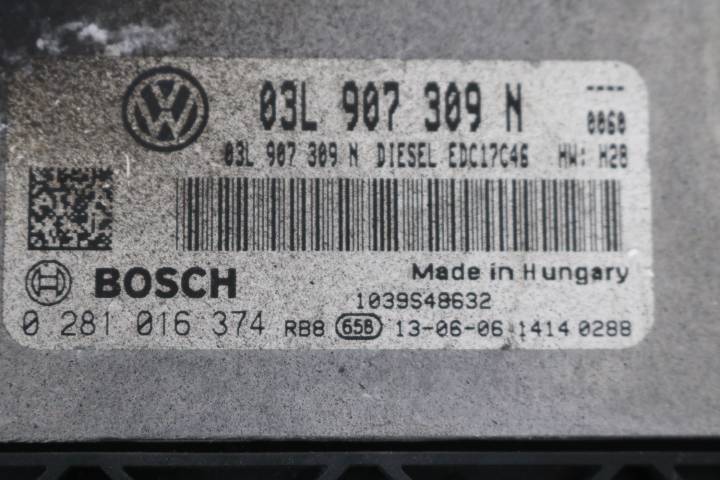 03L 907 309 N ----
0060
03L 907 309 N DIESEL EDC17C46 HW: H28
BOSCH Made in Hungary
1039S48632
0 281 016 374 RB8 658 13-06-06 1414 0288